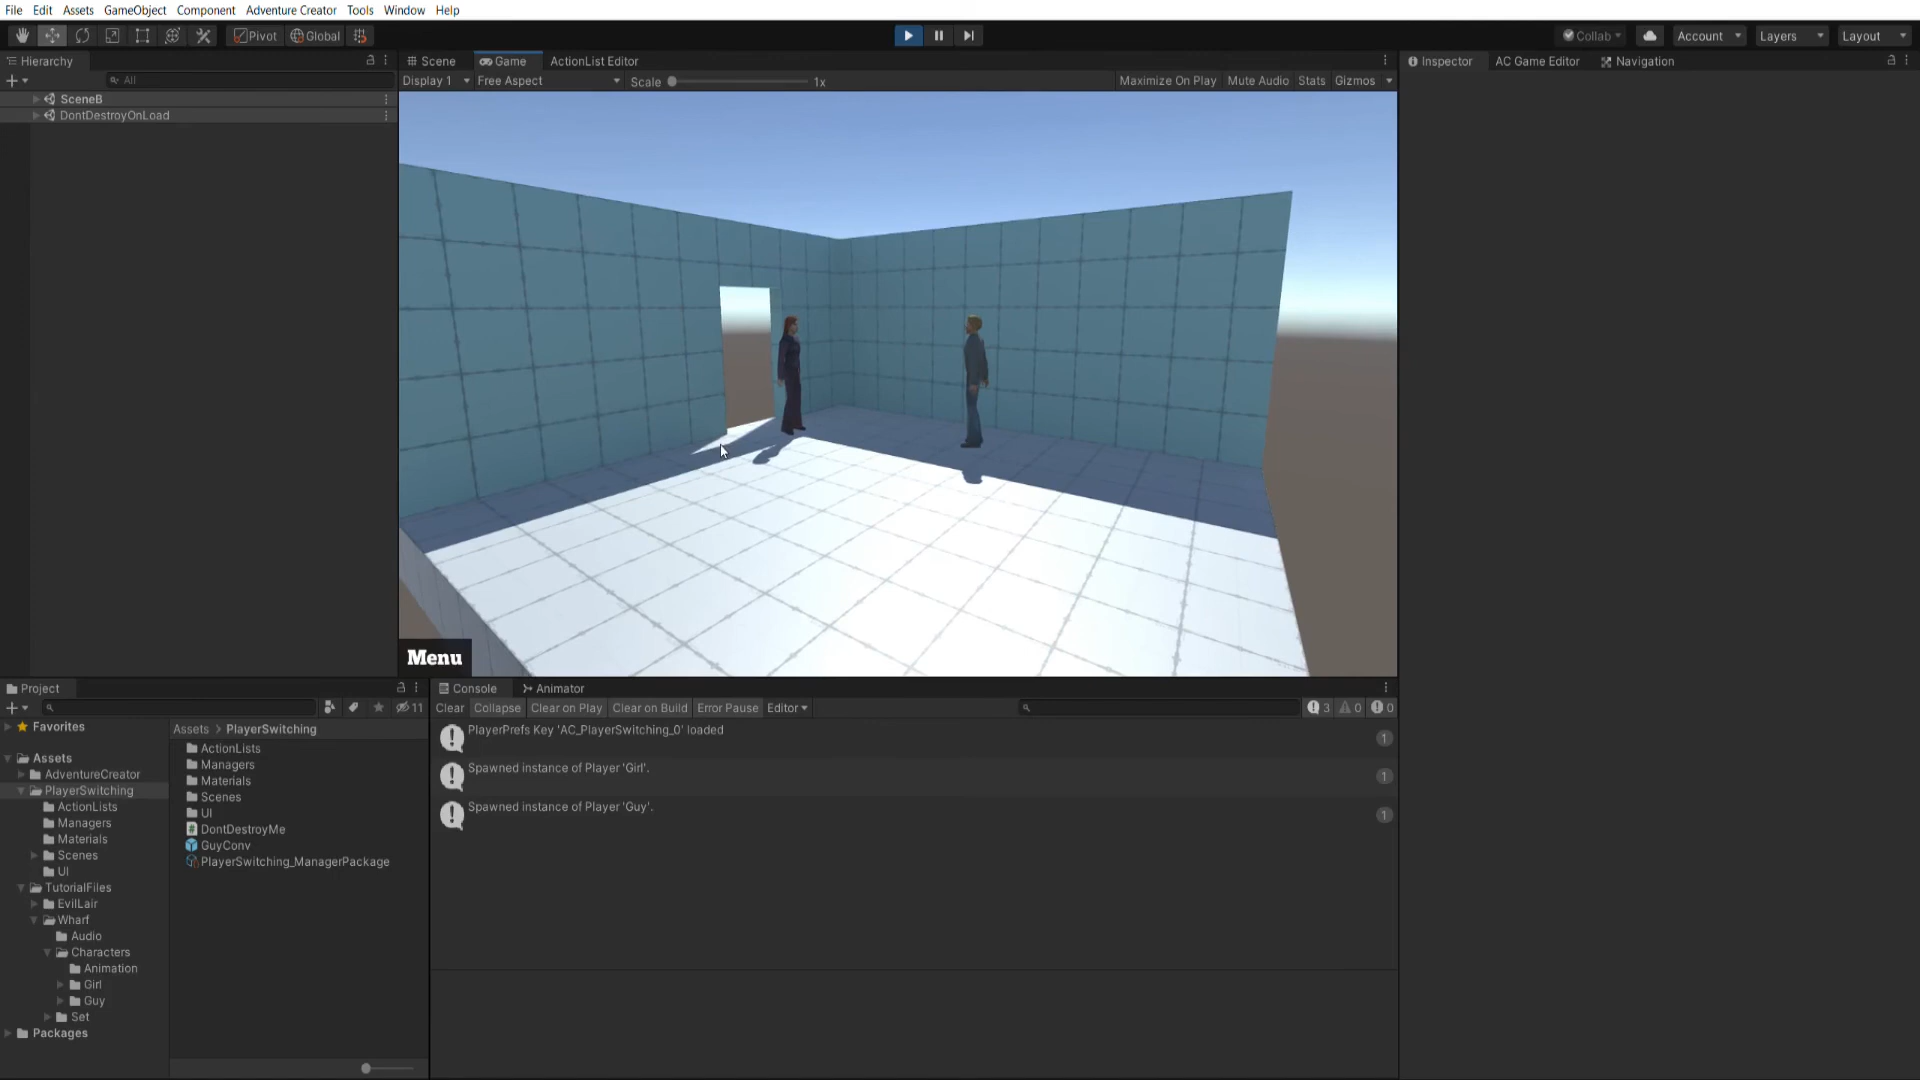 File Edit Assets GameObject Component Adventure Creator Tools Window Help
Pivot Global Collab Account Layers Layout
Hierarchy
All
SceneB
DontDestroyOnLoad
Scene Game ActionList Editor
Display 1 Free Aspect Scale 1x Maximize On Play Mute Audio Stats Gizmos
Menu
Inspector AC Game Editor Navigation
Project
11
Favorites
Assets
AdventureCreator
PlayerSwitching
ActionLists
Managers
Materials
Scenes
UI
TutorialFiles
EvilLair
Wharf
Audio
Characters
Animation
Girl
Guy
Set
Packages
Assets > PlayerSwitching
ActionLists
Managers
Materials
Scenes
UI
DontDestroyMe
GuyConv
PlayerSwitching_ManagerPackage
Console Animator
Clear Collapse Clear on Play Clear on Build Error Pause Editor 3 0 0
PlayerPrefs Key 'AC_PlayerSwitching_0' loaded 1
Spawned instance of Player 'Girl'. 1
Spawned instance of Player 'Guy'. 1